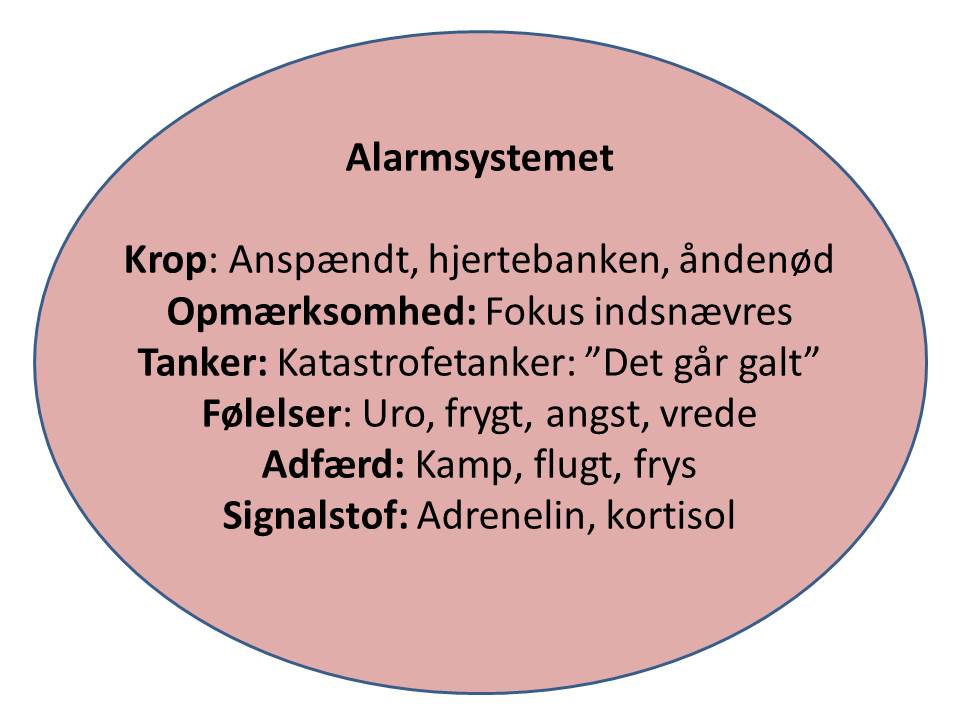 Alarmsystemet
Krop: Anspændt, hjertebanken, åndenød
Opmærksomhed: Fokus indsnævres
Tanker: Katastrofetanker: ”Det går galt”
Følelser: Uro, frygt, angst, vrede
Adfærd: Kamp, flugt, frys
Signalstof: Adrenelin, kortisol